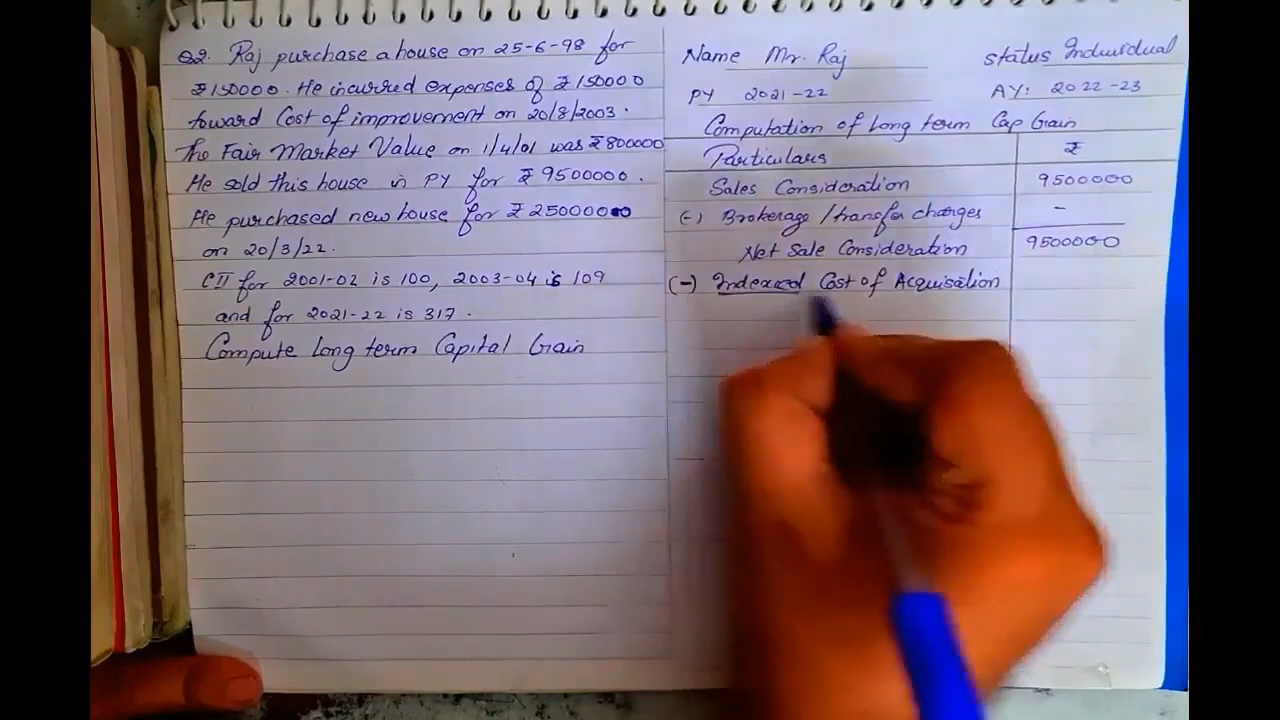 Q2. Raj purchase a house on 25-6-98 for
₹150000. He incurred expenses of ₹150000
toward Cost of improvement on 20/8/2003.
The Fair Market Value on 1/4/01 was ₹800000
He sold this house in PY for ₹9500000.
He purchased new house for ₹2500000
on 20/3/22.
CII for 2001-02 is 100, 2003-04 is 109
and for 2021-22 is 317.
Compute Long term Capital Gain
Name Mr. Raj status Individual
PY 2021-22 AY: 2022-23
Computation of Long term Cap Gain
Particulars ₹
Sales Consideration 9500000
(-) Brokerage / transfer charges -
Net Sale Consideration 9500000
(-) Indexed Cost of Acquisation